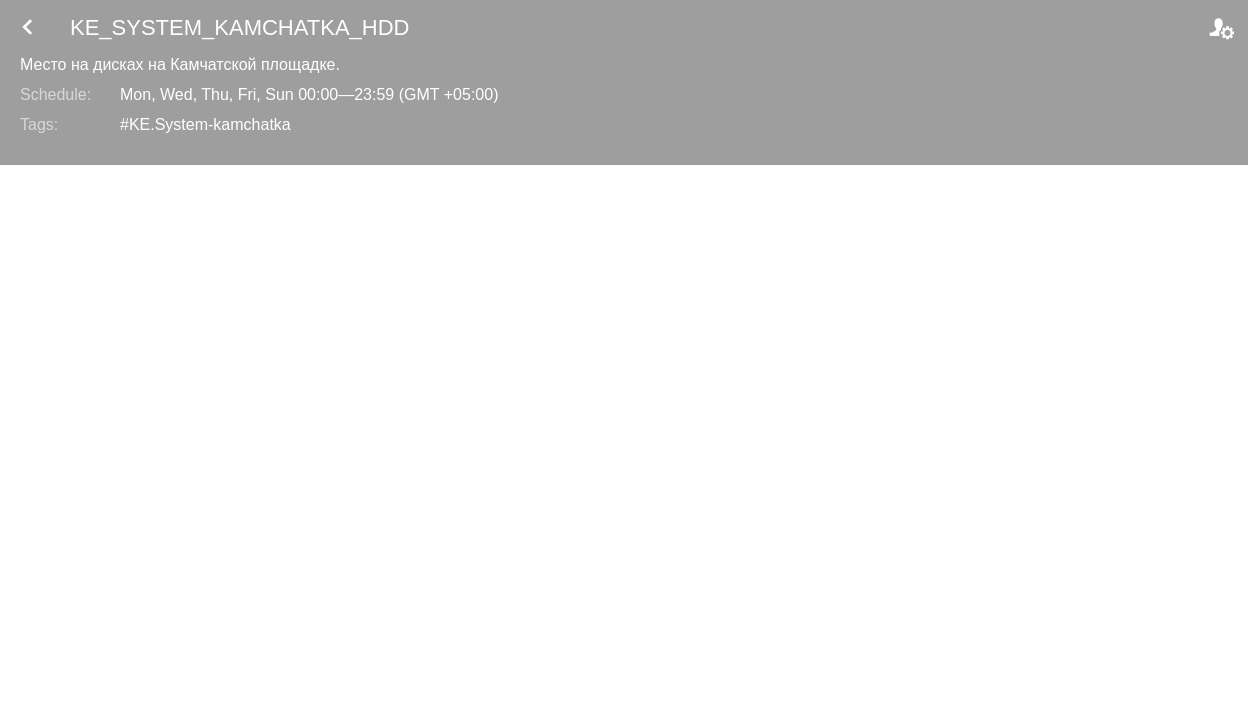 KE_SYSTEM_KAMCHATKA_HDD
Место на дисках на Камчатской площадке.
Schedule: Mon, Wed, Thu, Fri, Sun 00:00—23:59 (GMT +05:00)
Tags: #KE.System-kamchatka